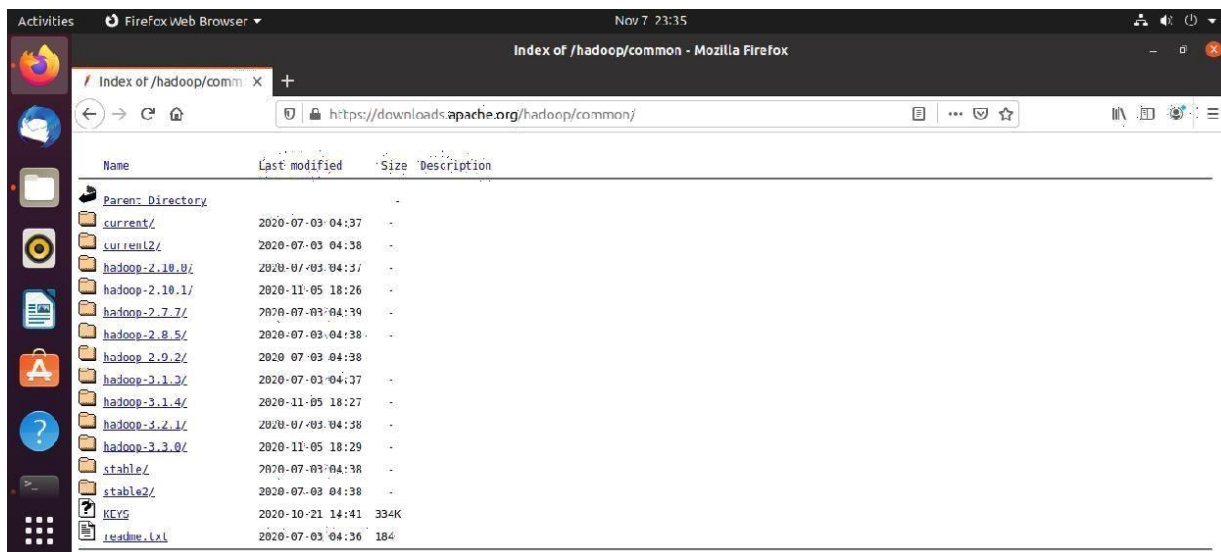 Activities Firefox Web Browser Nov 7 23:35
Index of /hadoop/common - Mozilla Firefox
Index of /hadoop/comm
https://downloads.apache.org/hadoop/common/
Name Last modified Size Description
Parent Directory -
current/ 2020-07-03 04:37 -
current2/ 2020-07-03 04:38 -
hadoop-2.10.0/ 2020-07-03 04:37 -
hadoop-2.10.1/ 2020-11-05 18:26 -
hadoop-2.7.7/ 2020-07-03 04:39 -
hadoop-2.8.5/ 2020-07-03 04:38 -
hadoop-2.9.2/ 2020-07-03 04:38
hadoop-3.1.3/ 2020-07-03 04:37 -
hadoop-3.1.4/ 2020-11-05 18:27 -
hadoop-3.2.1/ 2020-07-03 04:38 -
hadoop-3.3.0/ 2020-11-05 18:29 -
stable/ 2020-07-03 04:38 -
stable2/ 2020-07-03 04:38 -
KEYS 2020-10-21 14:41 334K
readme.txt 2020-07-03 04:36 184